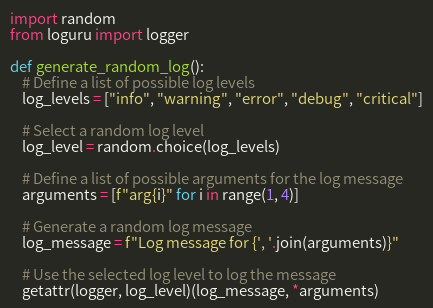 import random
from loguru import logger

def generate_random_log():
    # Define a list of possible log levels
    log_levels = ["info", "warning", "error", "debug", "critical"]

    # Select a random log level
    log_level = random.choice(log_levels)

    # Define a list of possible arguments for the log message
    arguments = [f"arg{i}" for i in range(1, 4)]

    # Generate a random log message
    log_message = f"Log message for {', '.join(arguments)}"

    # Use the selected log level to log the message
    getattr(logger, log_level)(log_message, *arguments)